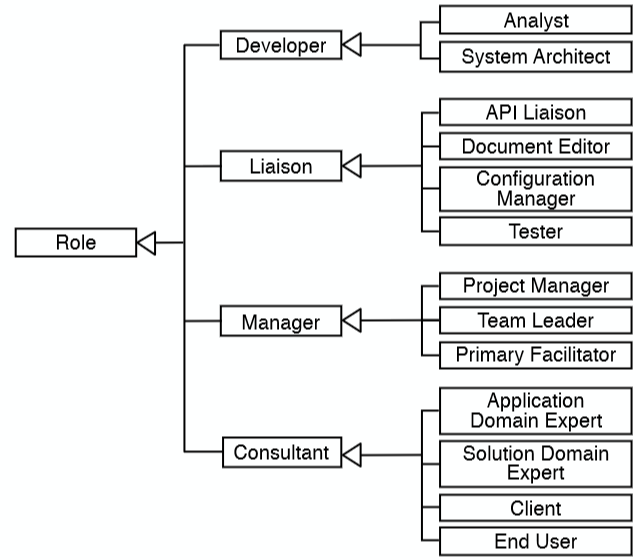 Role
Developer
Analyst
System Architect
Liaison
API Liaison
Document Editor
Configuration
Manager
Tester
Manager
Project Manager
Team Leader
Primary Facilitator
Consultant
Application
Domain Expert
Solution Domain
Expert
Client
End User